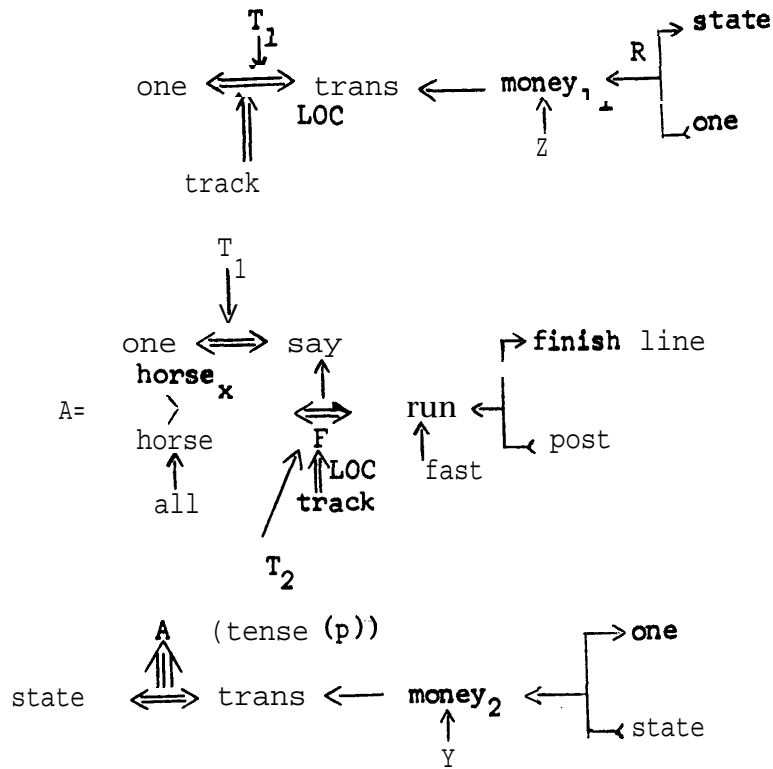 T1
state
R
one trans money1
LOC one
Z
track
T1
one say finish line
horsex
A= run
horse F post
LOC fast
all track
T2
A (tense (p)) one
state trans money2
state
Y